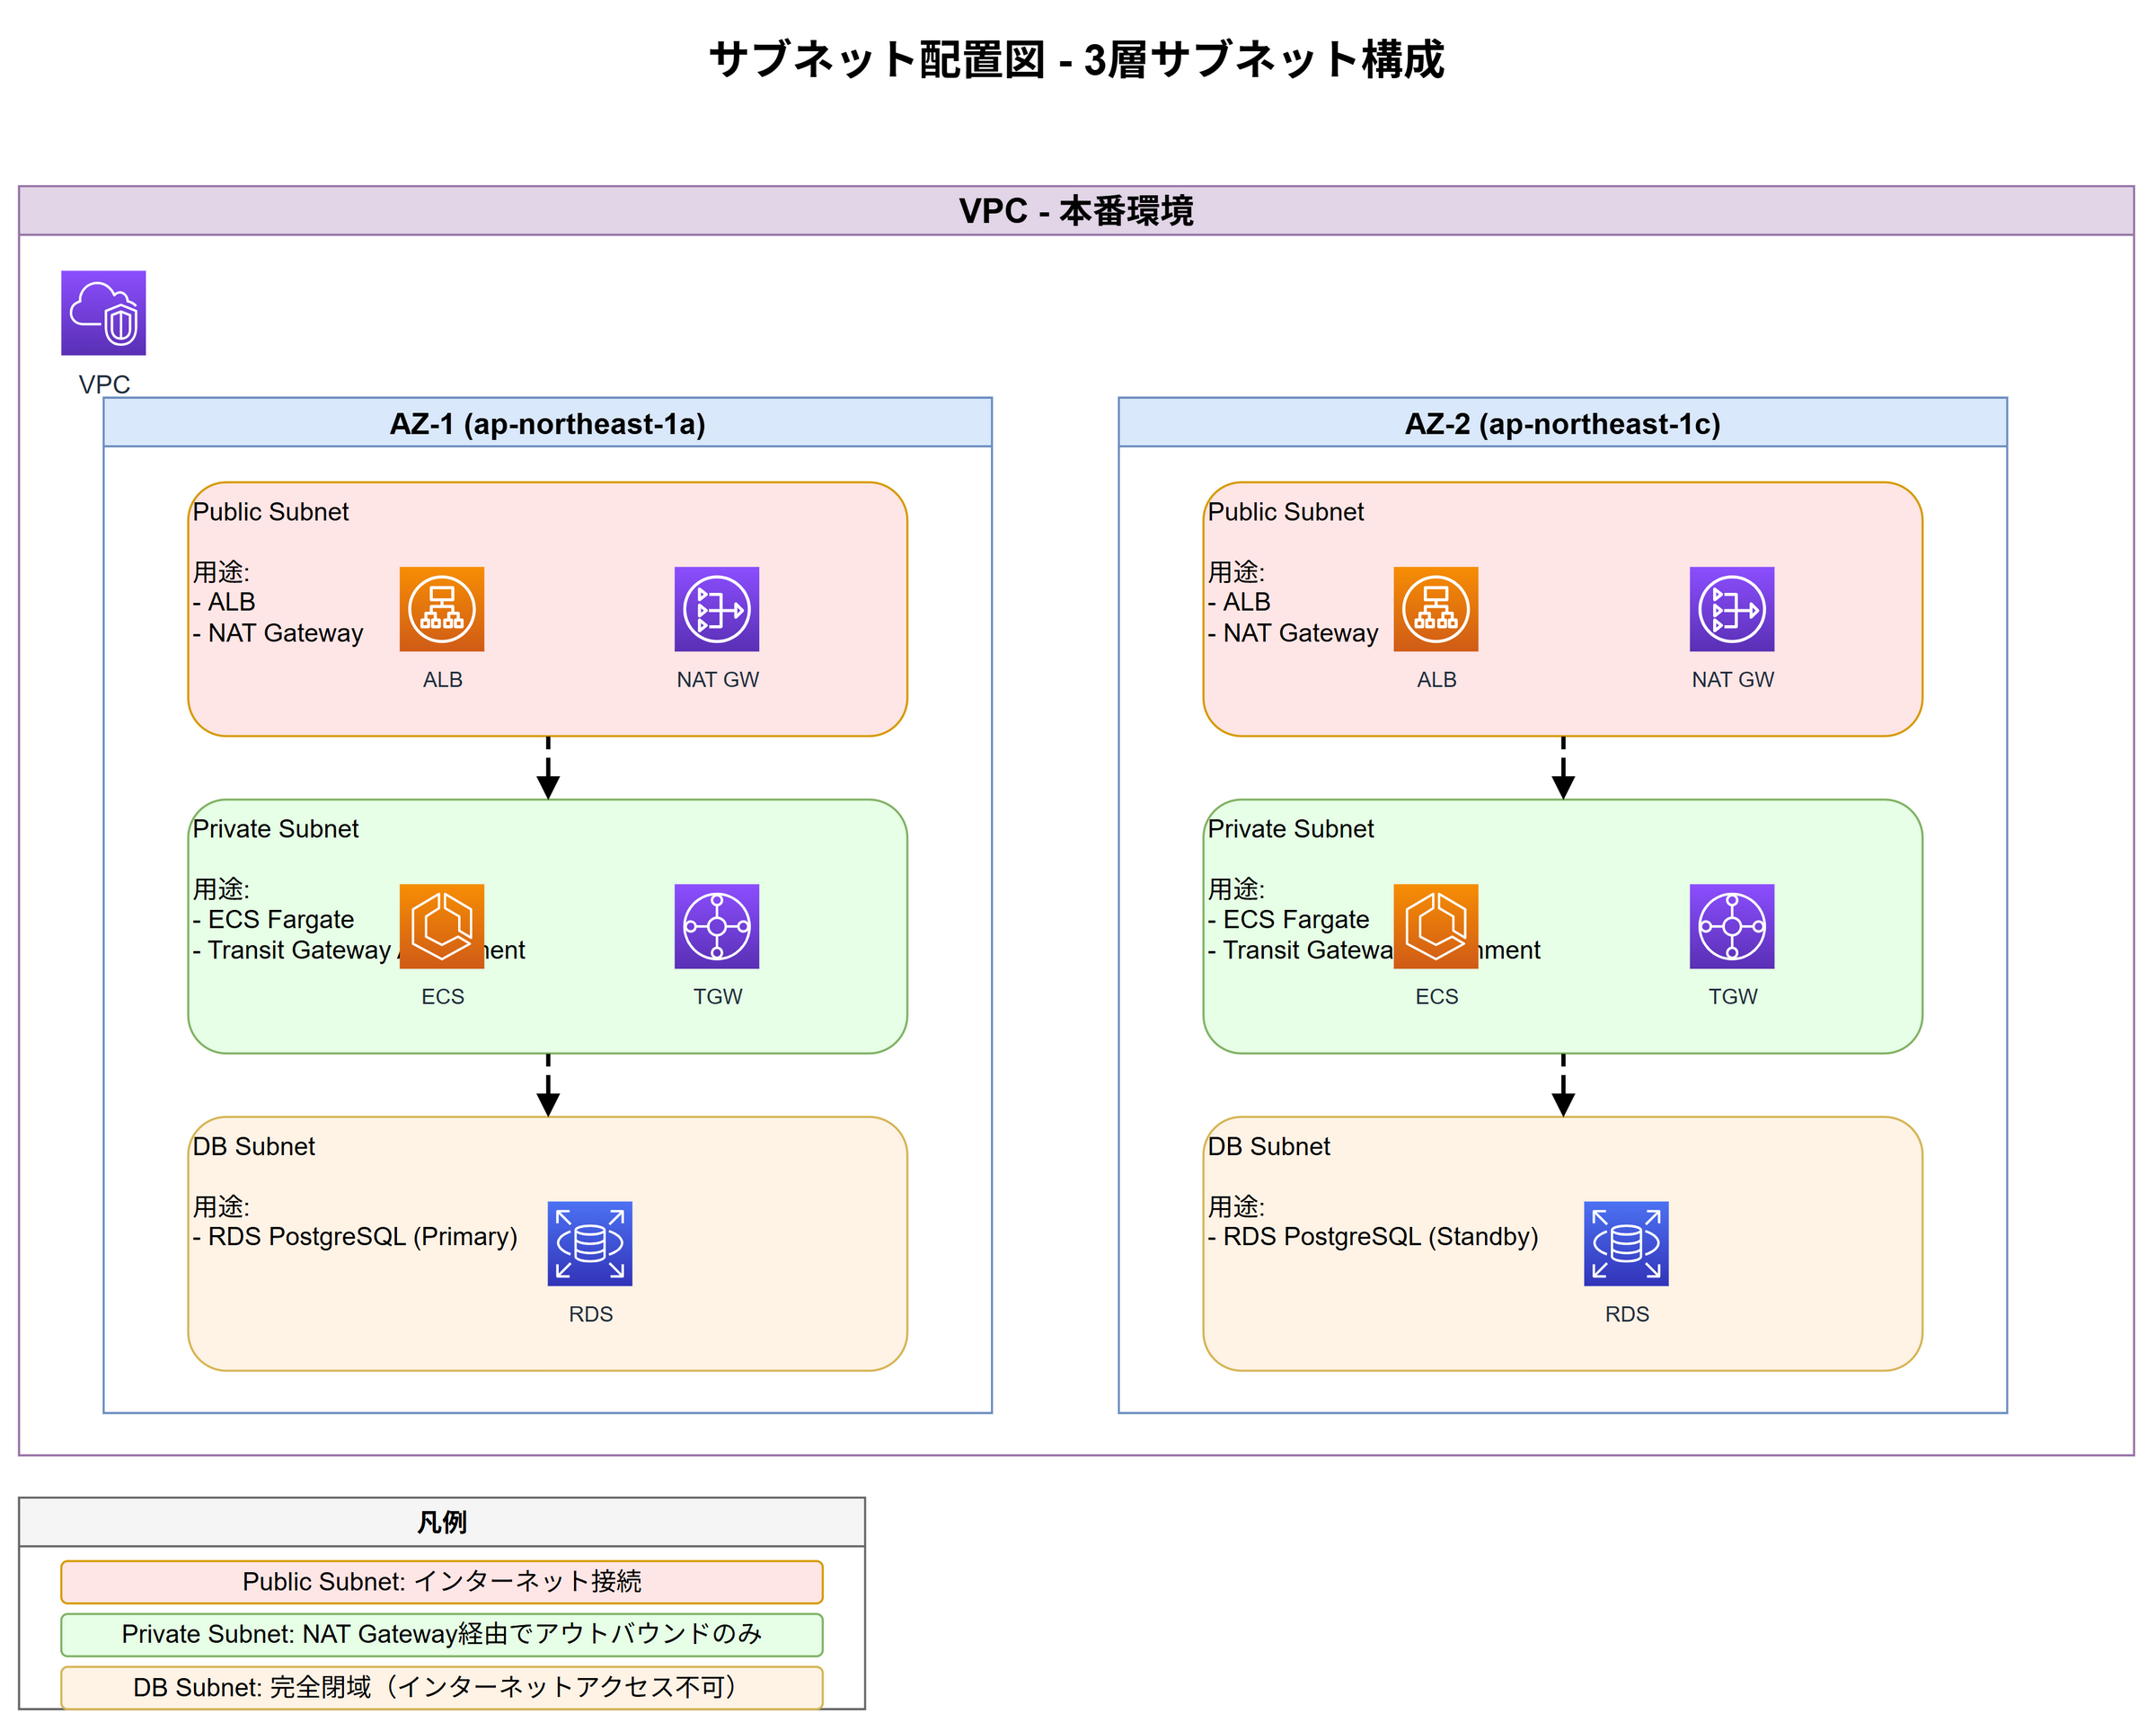 サブネット配置図 - 3層サブネット構成
VPC - 本番環境
VPC
AZ-1 (ap-northeast-1a)
Public Subnet
用途:
- ALB
- NAT Gateway
ALB
NAT GW
Private Subnet
用途:
- ECS Fargate
- Transit Gateway
ECS
TGW
DB Subnet
用途:
- RDS PostgreSQL (Primary)
RDS
AZ-2 (ap-northeast-1c)
Public Subnet
用途:
- ALB
- NAT Gateway
ALB
NAT GW
Private Subnet
用途:
- ECS Fargate
- Transit
ECS
TGW
DB Subnet
用途:
- RDS PostgreSQL (Standby)
RDS
凡例
Public Subnet: インターネット接続
Private Subnet: NAT Gateway経由でアウトバウンドのみ
DB Subnet: 完全閉域（インターネットアクセス不可）